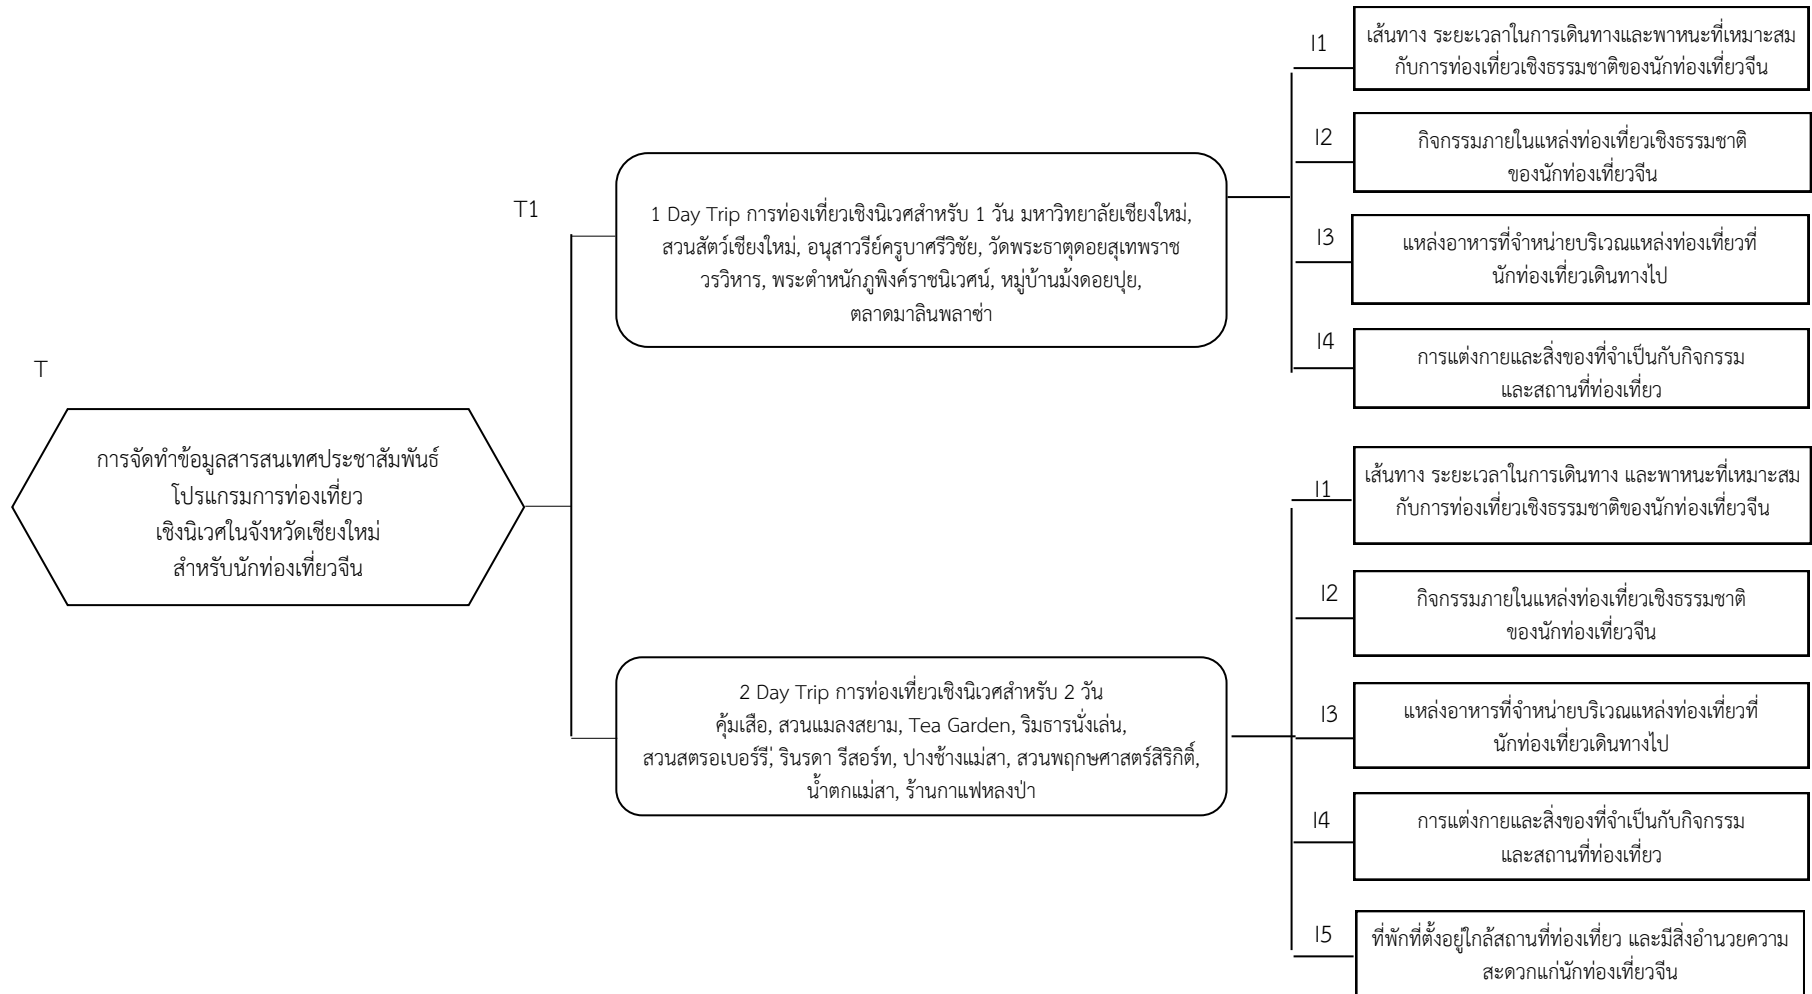 T
การจัดทำข้อมูลสารสนเทศประชาสัมพันธ์
โปรแกรมการท่องเที่ยว
เชิงนิเวศในจังหวัดเชียงใหม่
สำหรับนักท่องเที่ยวจีน
T1
1 Day Trip การท่องเที่ยวเชิงนิเวศสำหรับ 1 วัน มหาวิทยาลัยเชียงใหม่,
สวนสัตว์เชียงใหม่, อนุสาวรีย์ครูบาศรีวิชัย, วัดพระธาตุดอยสุเทพราช
วรวิหาร, พระตำหนักภูพิงค์ราชนิเวศน์, หมู่บ้านม้งดอยปุย,
ตลาดมาลินพลาซ่า
I1
เส้นทาง ระยะเวลาในการเดินทางและพาหนะที่เหมาะสม
กับการท่องเที่ยวเชิงธรรมชาติของนักท่องเที่ยวจีน
I2
กิจกรรมภายในแหล่งท่องเที่ยวเชิงธรรมชาติ
ของนักท่องเที่ยวจีน
I3
แหล่งอาหารที่จำหน่ายบริเวณแหล่งท่องเที่ยวที่
นักท่องเที่ยวเดินทางไป
I4
การแต่งกายและสิ่งของที่จำเป็นกับกิจกรรม
และสถานที่ท่องเที่ยว
2 Day Trip การท่องเที่ยวเชิงนิเวศสำหรับ 2 วัน
คุ้มเสือ, สวนแมลงสยาม, Tea Garden, ริมธารนั่งเล่น,
สวนสตรอเบอร์รี่, รินรดา รีสอร์ท, ปางช้างแม่สา, สวนพฤกษศาสตร์สิริกิติ์,
น้ำตกแม่สา, ร้านกาแฟหลงป่า
I1
เส้นทาง ระยะเวลาในการเดินทาง และพาหนะที่เหมาะสม
กับการท่องเที่ยวเชิงธรรมชาติของนักท่องเที่ยวจีน
I2
กิจกรรมภายในแหล่งท่องเที่ยวเชิงธรรมชาติ
ของนักท่องเที่ยวจีน
I3
แหล่งอาหารที่จำหน่ายบริเวณแหล่งท่องเที่ยวที่
นักท่องเที่ยวเดินทางไป
I4
การแต่งกายและสิ่งของที่จำเป็นกับกิจกรรม
และสถานที่ท่องเที่ยว
I5
ที่พักที่ตั้งอยู่ใกล้สถานที่ท่องเที่ยว และมีสิ่งอำนวยความ
สะดวกแก่นักท่องเที่ยวจีน